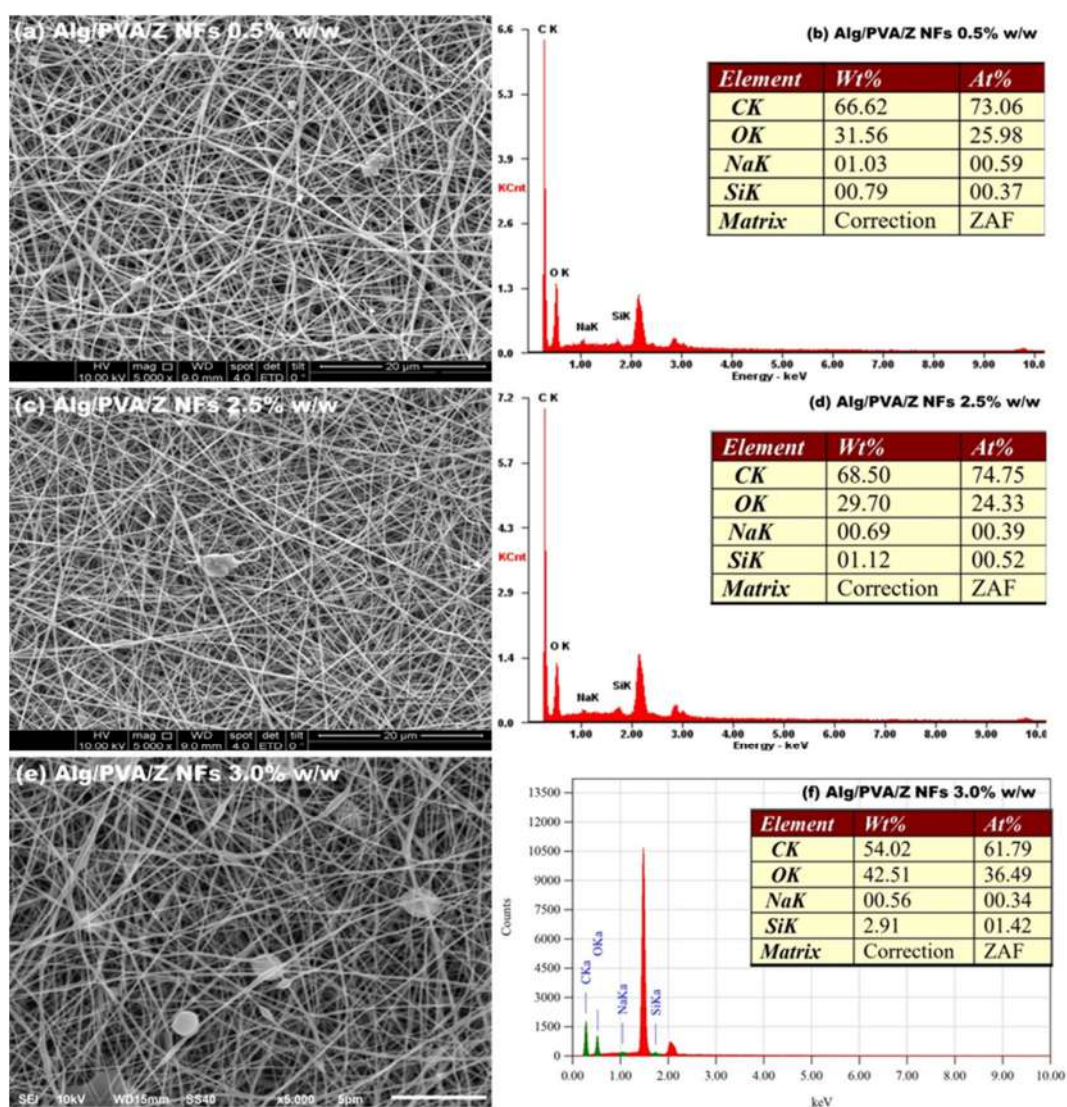 (a) Alg/PVA/Z NFs 0.5% w/w
HV mag □ WD spot det tilt
10.00 kV 5 000 x 9.0 mm 4.0 ETD 0° 20 µm
(b) Alg/PVA/Z NFs 0.5% w/w
6.6
5.3
3.9
KCnt
2.6
1.3
0.0
C K
O K
NaK
SiK
Element Wt% At%
CK 66.62 73.06
OK 31.56 25.98
NaK 01.03 00.59
SiK 00.79 00.37
Matrix Correction ZAF
1.00 2.00 3.00 4.00 5.00 6.00 7.00 8.00 9.00 10.0
Energy - keV
(c) Alg/PVA/Z NFs 2.5% w/w
HV mag □ WD spot det tilt
10.00 kV 5 000 x 9.0 mm 4.0 ETD 0° 20 µm
(d) Alg/PVA/Z NFs 2.5% w/w
7.2
5.7
4.3
KCnt
2.9
1.4
0.0
C K
O K
NaK
SiK
Element Wt% At%
CK 68.50 74.75
OK 29.70 24.33
NaK 00.69 00.39
SiK 01.12 00.52
Matrix Correction ZAF
1.00 2.00 3.00 4.00 5.00 6.00 7.00 8.00 9.00 10.0
Energy - keV
(e) Alg/PVA/Z NFs 3.0% w/w
SEI 10kV WD15mm SS40 x5,000 5µm
(f) Alg/PVA/Z NFs 3.0% w/w
13500
12000
10500
9000
7500
4500
3000
1500
0
Counts
CKa
OKa
NaKa
SiKa
Element Wt% At%
CK 54.02 61.79
OK 42.51 36.49
NaK 00.56 00.34
SiK 2.91 01.42
Matrix Correction ZAF
0.00 1.00 2.00 3.00 4.00 5.00 6.00 7.00 8.00 9.00 10.00
keV